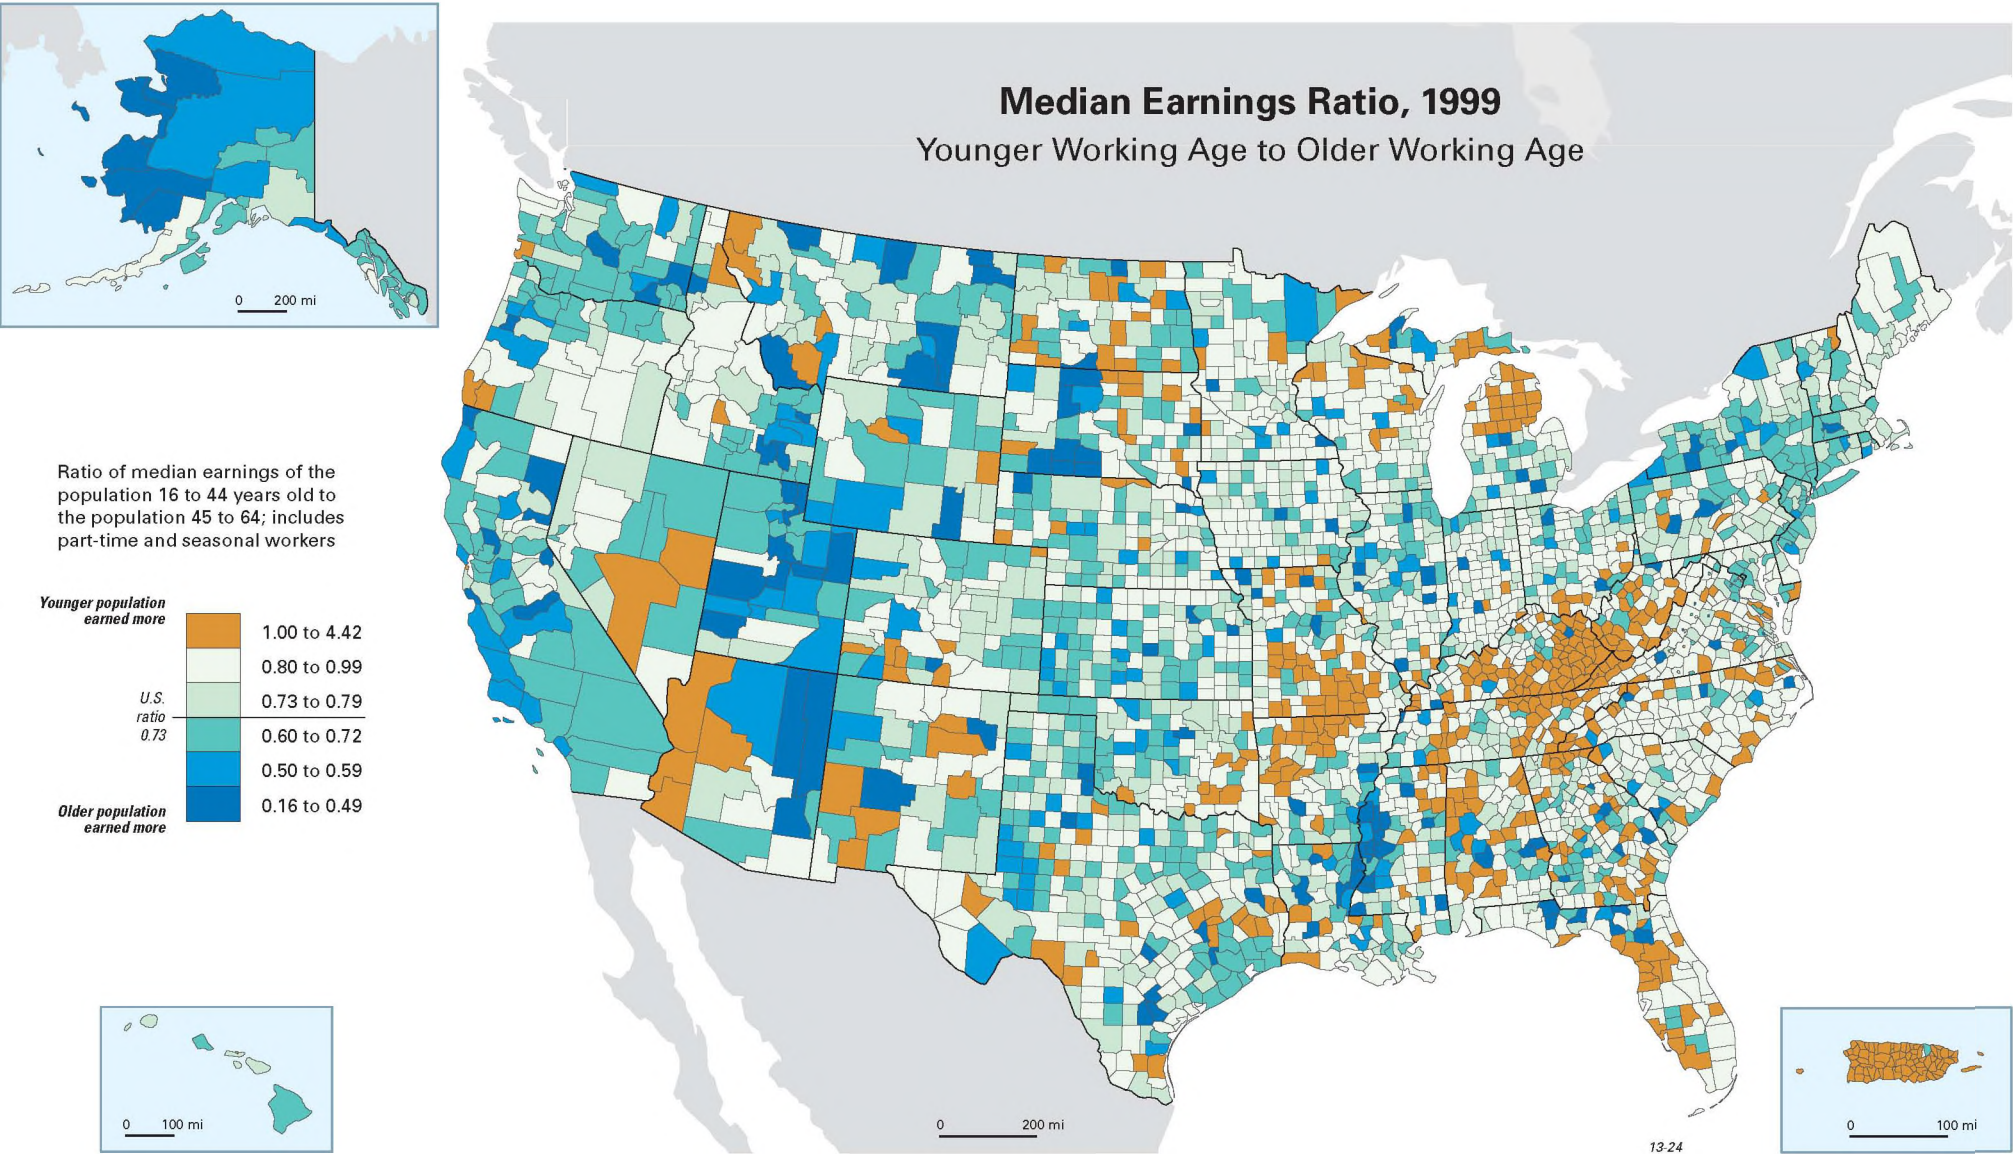 Median Earnings Ratio, 1999
Younger Working Age to Older Working Age
0 200 mi
Ratio of median earnings of the
population 16 to 44 years old to
the population 45 to 64; includes
part-time and seasonal workers
Younger population
earned more
1.00 to 4.42
0.80 to 0.99
0.73 to 0.79
U.S.
ratio
0.73
0.60 to 0.72
0.50 to 0.59
0.16 to 0.49
Older population
earned more
0 100 mi
0 200 mi
0 100 mi
13-24